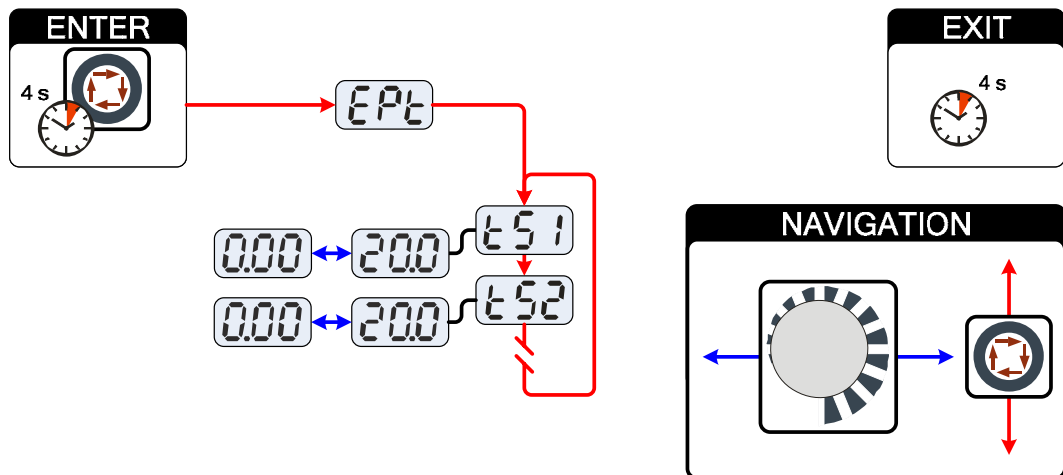 ENTER
4 s
EPt
EXIT
4 s
tS1
0.00
20.0
tS2
0.00
20.0
NAVIGATION